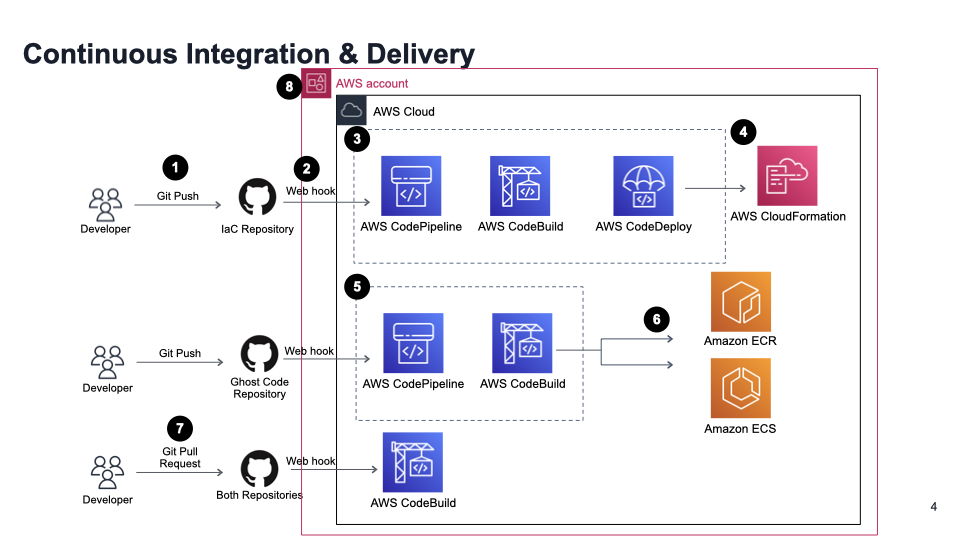 Continuous Integration & Delivery
8
AWS account
AWS Cloud
3
4
1
2
Git Push
Web hook
Developer
IaC Repository
AWS CodePipeline
AWS CodeBuild
AWS CodeDeploy
AWS CloudFormation
5
6
Git Push
Web hook
Developer
Ghost Code
Repository
AWS CodePipeline
AWS CodeBuild
Amazon ECR
Amazon ECS
7
Git Pull
Request
Web hook
Developer
Both Repositories
AWS CodeBuild
4